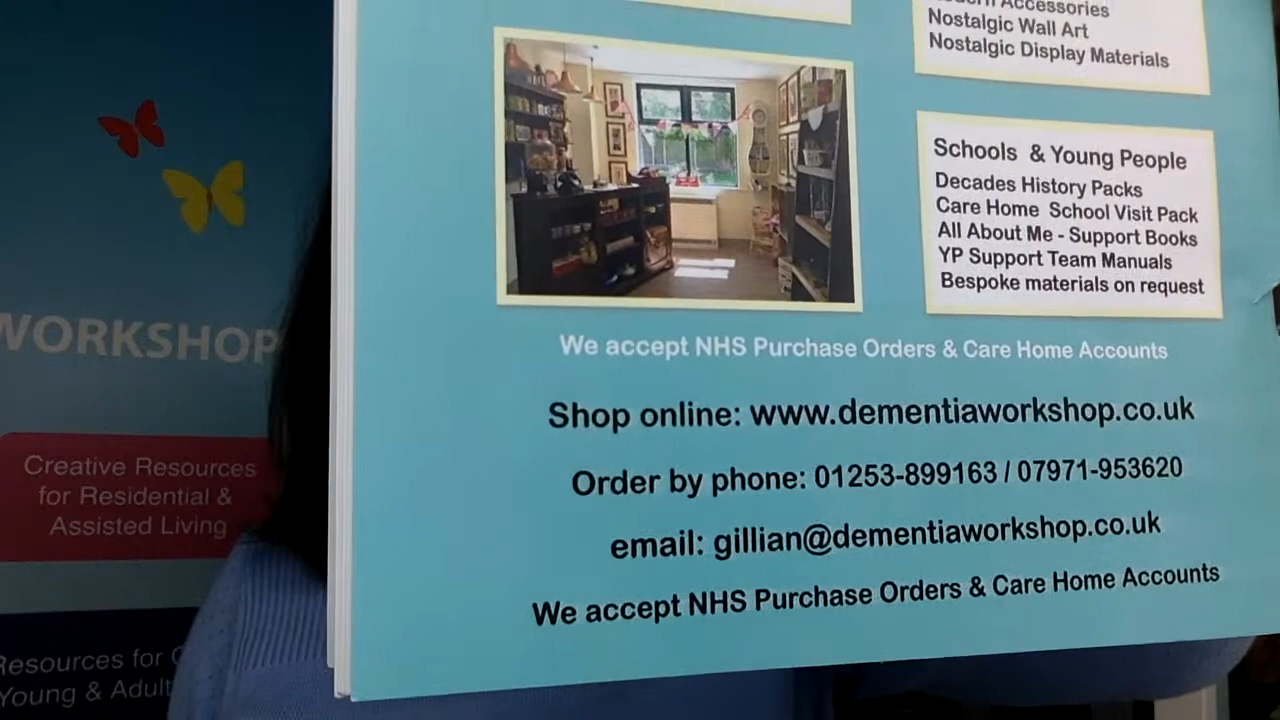 WORKSHOP
Creative Resources
for Residential &
Assisted Living
Resources for
Young & Adult
Accessories
Nostalgic Wall Art
Nostalgic Display Materials
Schools & Young People
Decades History Packs
Care Home School Visit Pack
All About Me - Support Books
YP Support Team Manuals
Bespoke materials on request
We accept NHS Purchase Orders & Care Home Accounts
Shop online: www.dementiaworkshop.co.uk
Order by phone: 01253-899163 / 07971-953620
email: gillian@dementiaworkshop.co.uk
We accept NHS Purchase Orders & Care Home Accounts